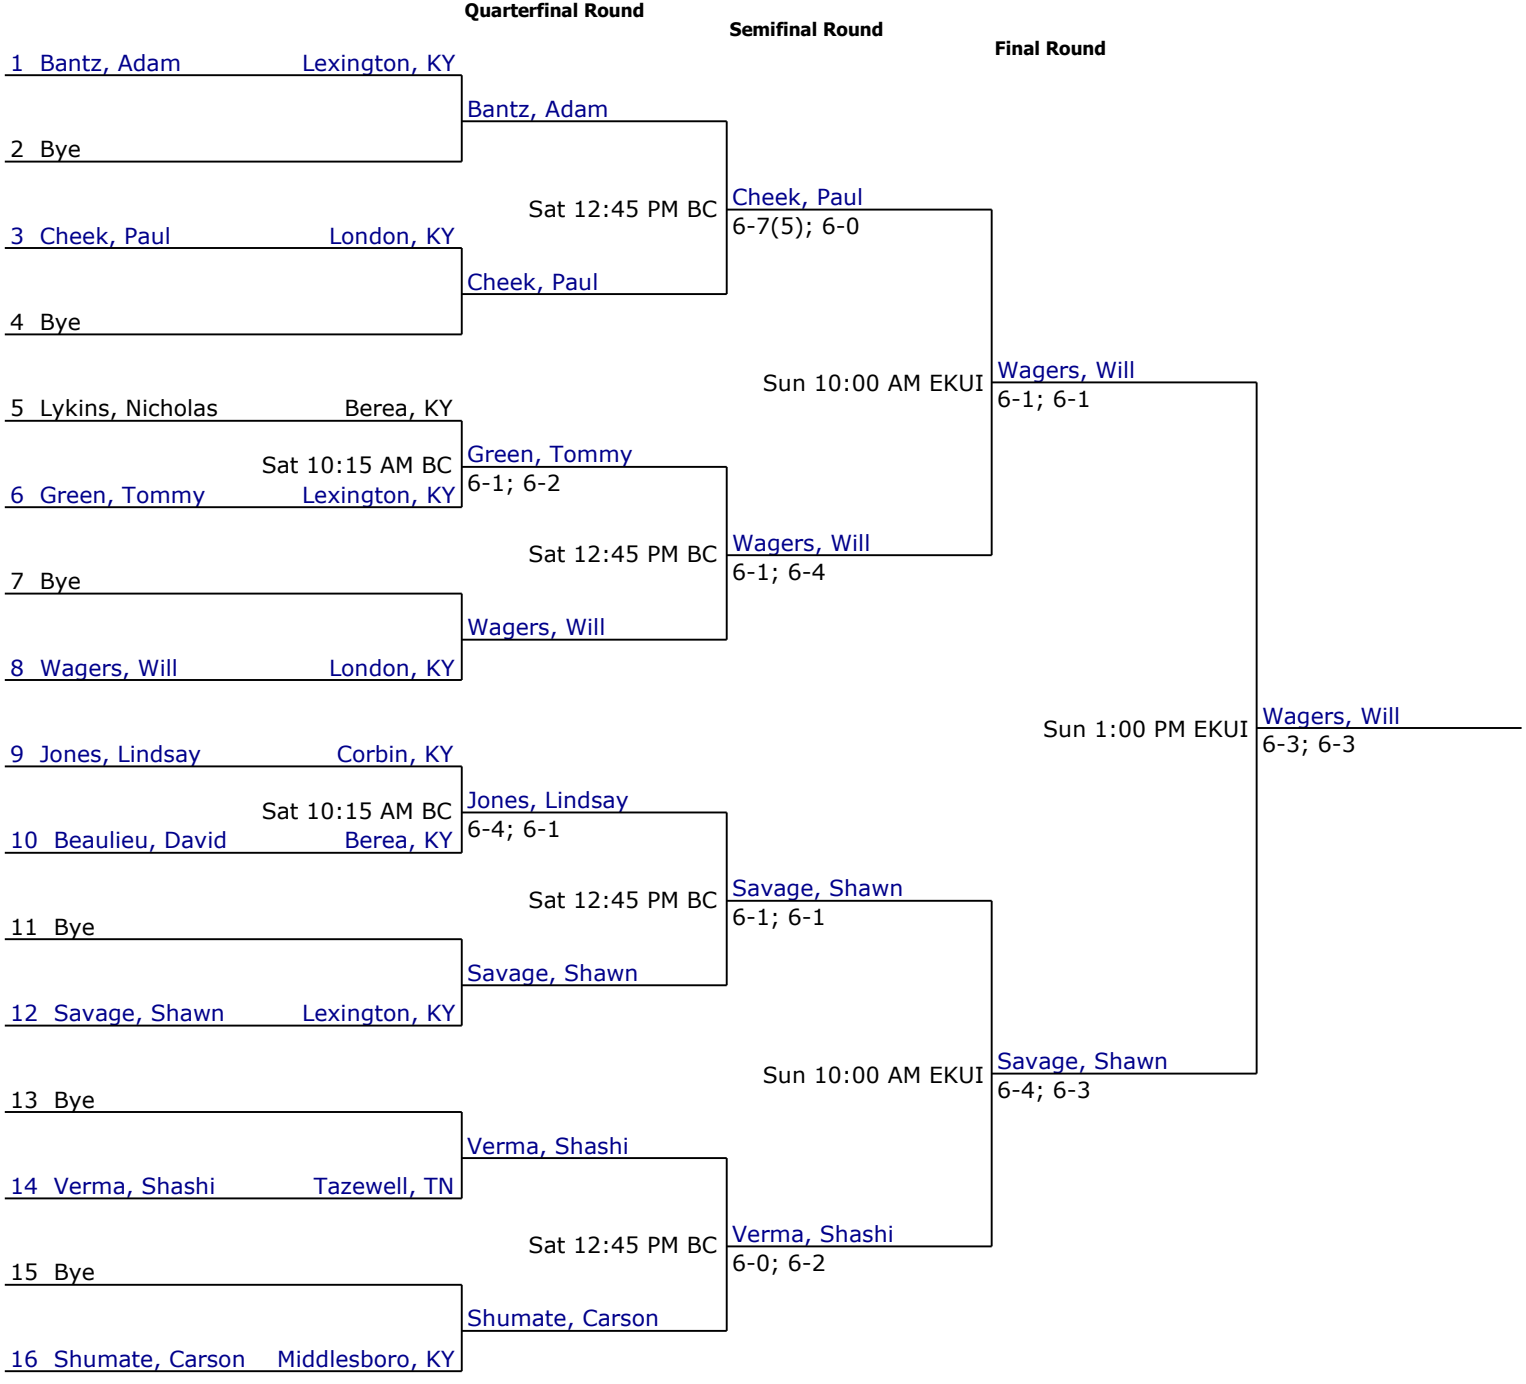 Quarterfinal Round
Semifinal Round
Final Round
1 Bantz, Adam Lexington, KY
Bantz, Adam
2 Bye
Sat 12:45 PM BC Cheek, Paul
6-7(5); 6-0
3 Cheek, Paul London, KY
Cheek, Paul
4 Bye
Sun 10:00 AM EKUI Wagers, Will
6-1; 6-1
5 Lykins, Nicholas Berea, KY
Sat 10:15 AM BC Green, Tommy
6-1; 6-2
6 Green, Tommy Lexington, KY
Sat 12:45 PM BC Wagers, Will
6-1; 6-4
7 Bye
Wagers, Will
8 Wagers, Will London, KY
Sun 1:00 PM EKUI Wagers, Will
6-3; 6-3
9 Jones, Lindsay Corbin, KY
Sat 10:15 AM BC Jones, Lindsay
6-4; 6-1
10 Beaulieu, David Berea, KY
Sat 12:45 PM BC Savage, Shawn
6-1; 6-1
11 Bye
Savage, Shawn
12 Savage, Shawn Lexington, KY
Sun 10:00 AM EKUI Savage, Shawn
6-4; 6-3
13 Bye
Verma, Shashi
14 Verma, Shashi Tazewell, TN
Sat 12:45 PM BC Verma, Shashi
6-0; 6-2
15 Bye
Shumate, Carson
16 Shumate, Carson Middlesboro, KY